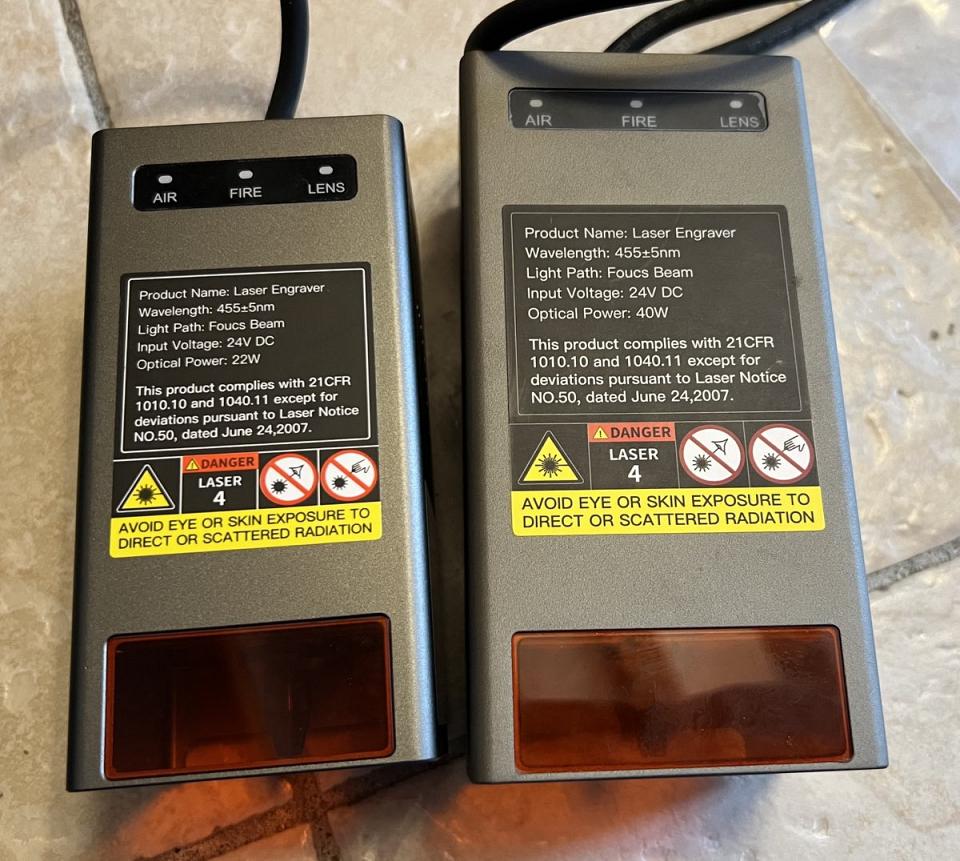 AIR FIRE LENS
Product Name: Laser Engraver
Wavelength: 455±5nm
Light Path: Foucs Beam
Input Voltage: 24V DC
Optical Power: 22W
This product complies with 21CFR
1010.10 and 1040.11 except for
deviations pursuant to Laser Notice
NO.50, dated June 24,2007.
DANGER
LASER
4
AVOID EYE OR SKIN EXPOSURE TO
DIRECT OR SCATTERED RADIATION
AIR FIRE LENS
Product Name: Laser Engraver
Wavelength: 455±5nm
Light Path: Foucs Beam
Input Voltage: 24V DC
Optical Power: 40W
This product complies with 21CFR
1010.10 and 1040.11 except for
deviations pursuant to Laser Notice
NO.50, dated June 24,2007.
DANGER
LASER
4
AVOID EYE OR SKIN EXPOSURE TO
DIRECT OR SCATTERED RADIATION